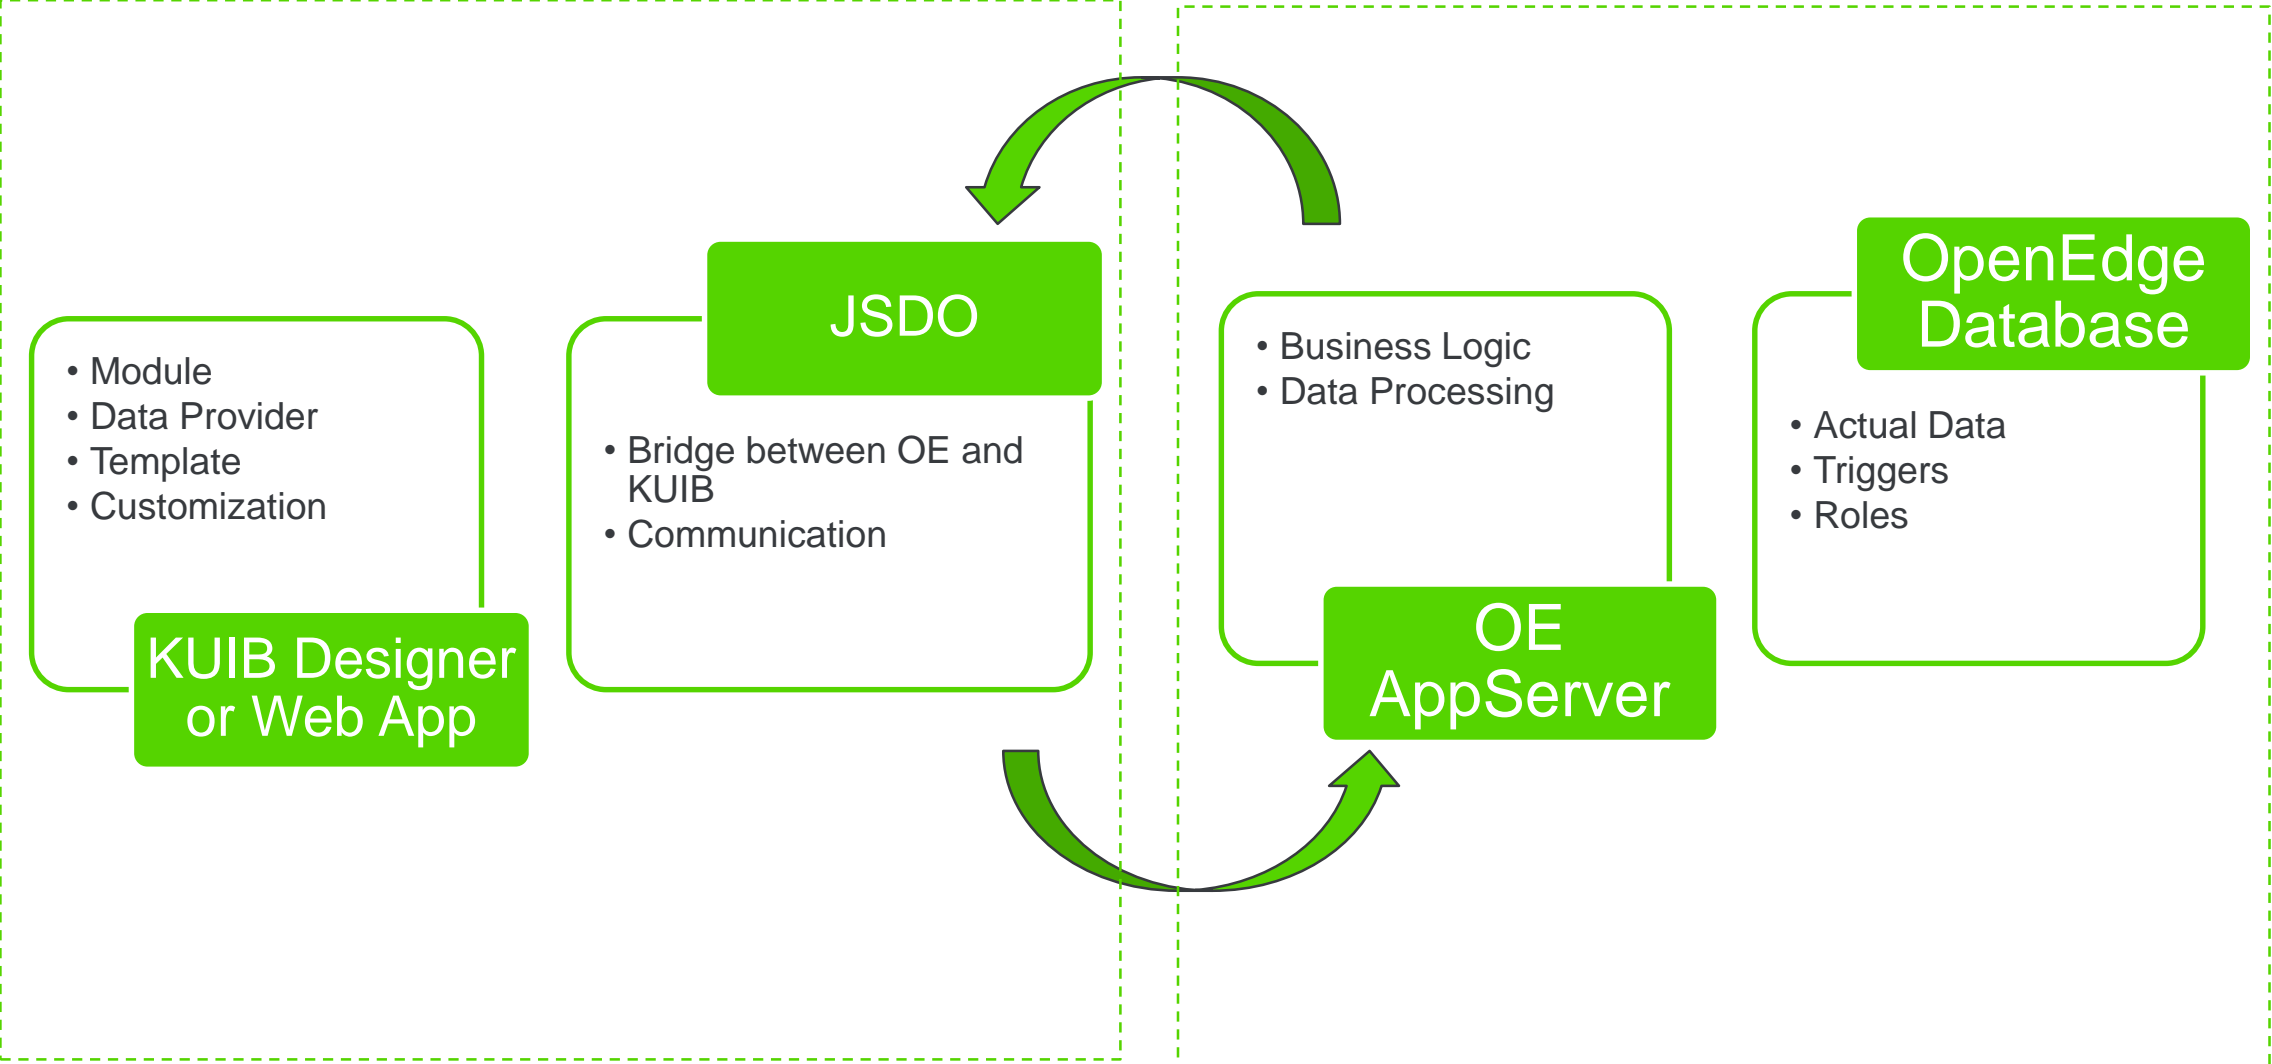 • Module
• Data Provider
• Template
• Customization
KUIB Designer
or Web App
JSDO
• Bridge between OE and
KUIB
• Communication
• Business Logic
• Data Processing
OE
AppServer
OpenEdge
Database
• Actual Data
• Triggers
• Roles